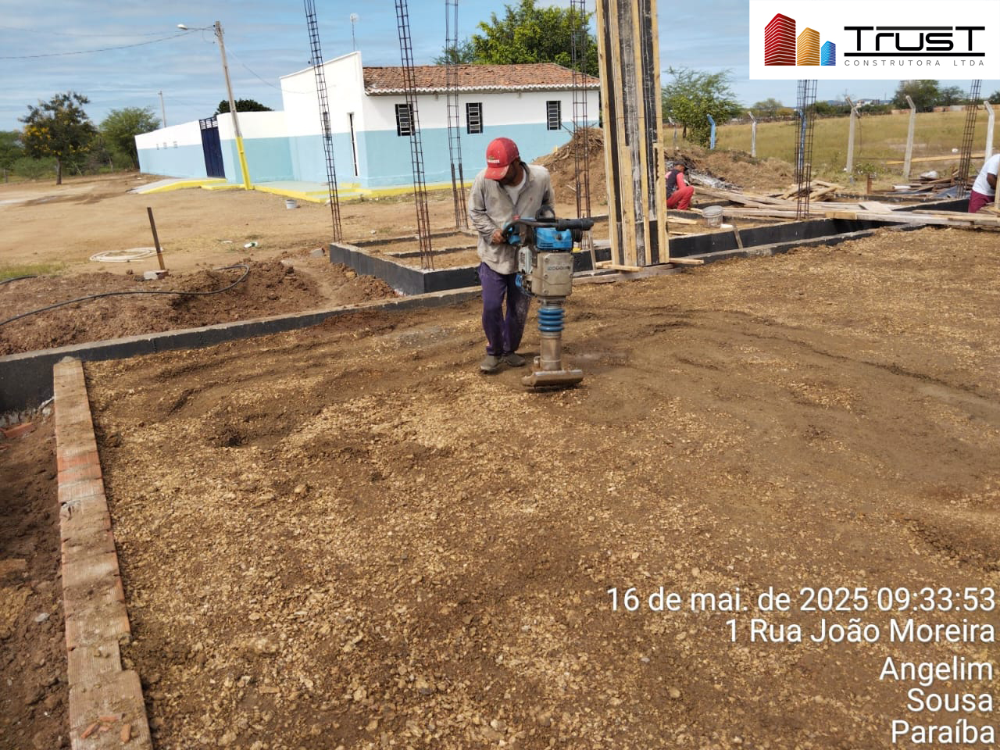 TRUST
CONSTRUTORA LTDA
16 de mai. de 2025 09:33:53
1 Rua João Moreira
Angelim
Sousa
Paraíba